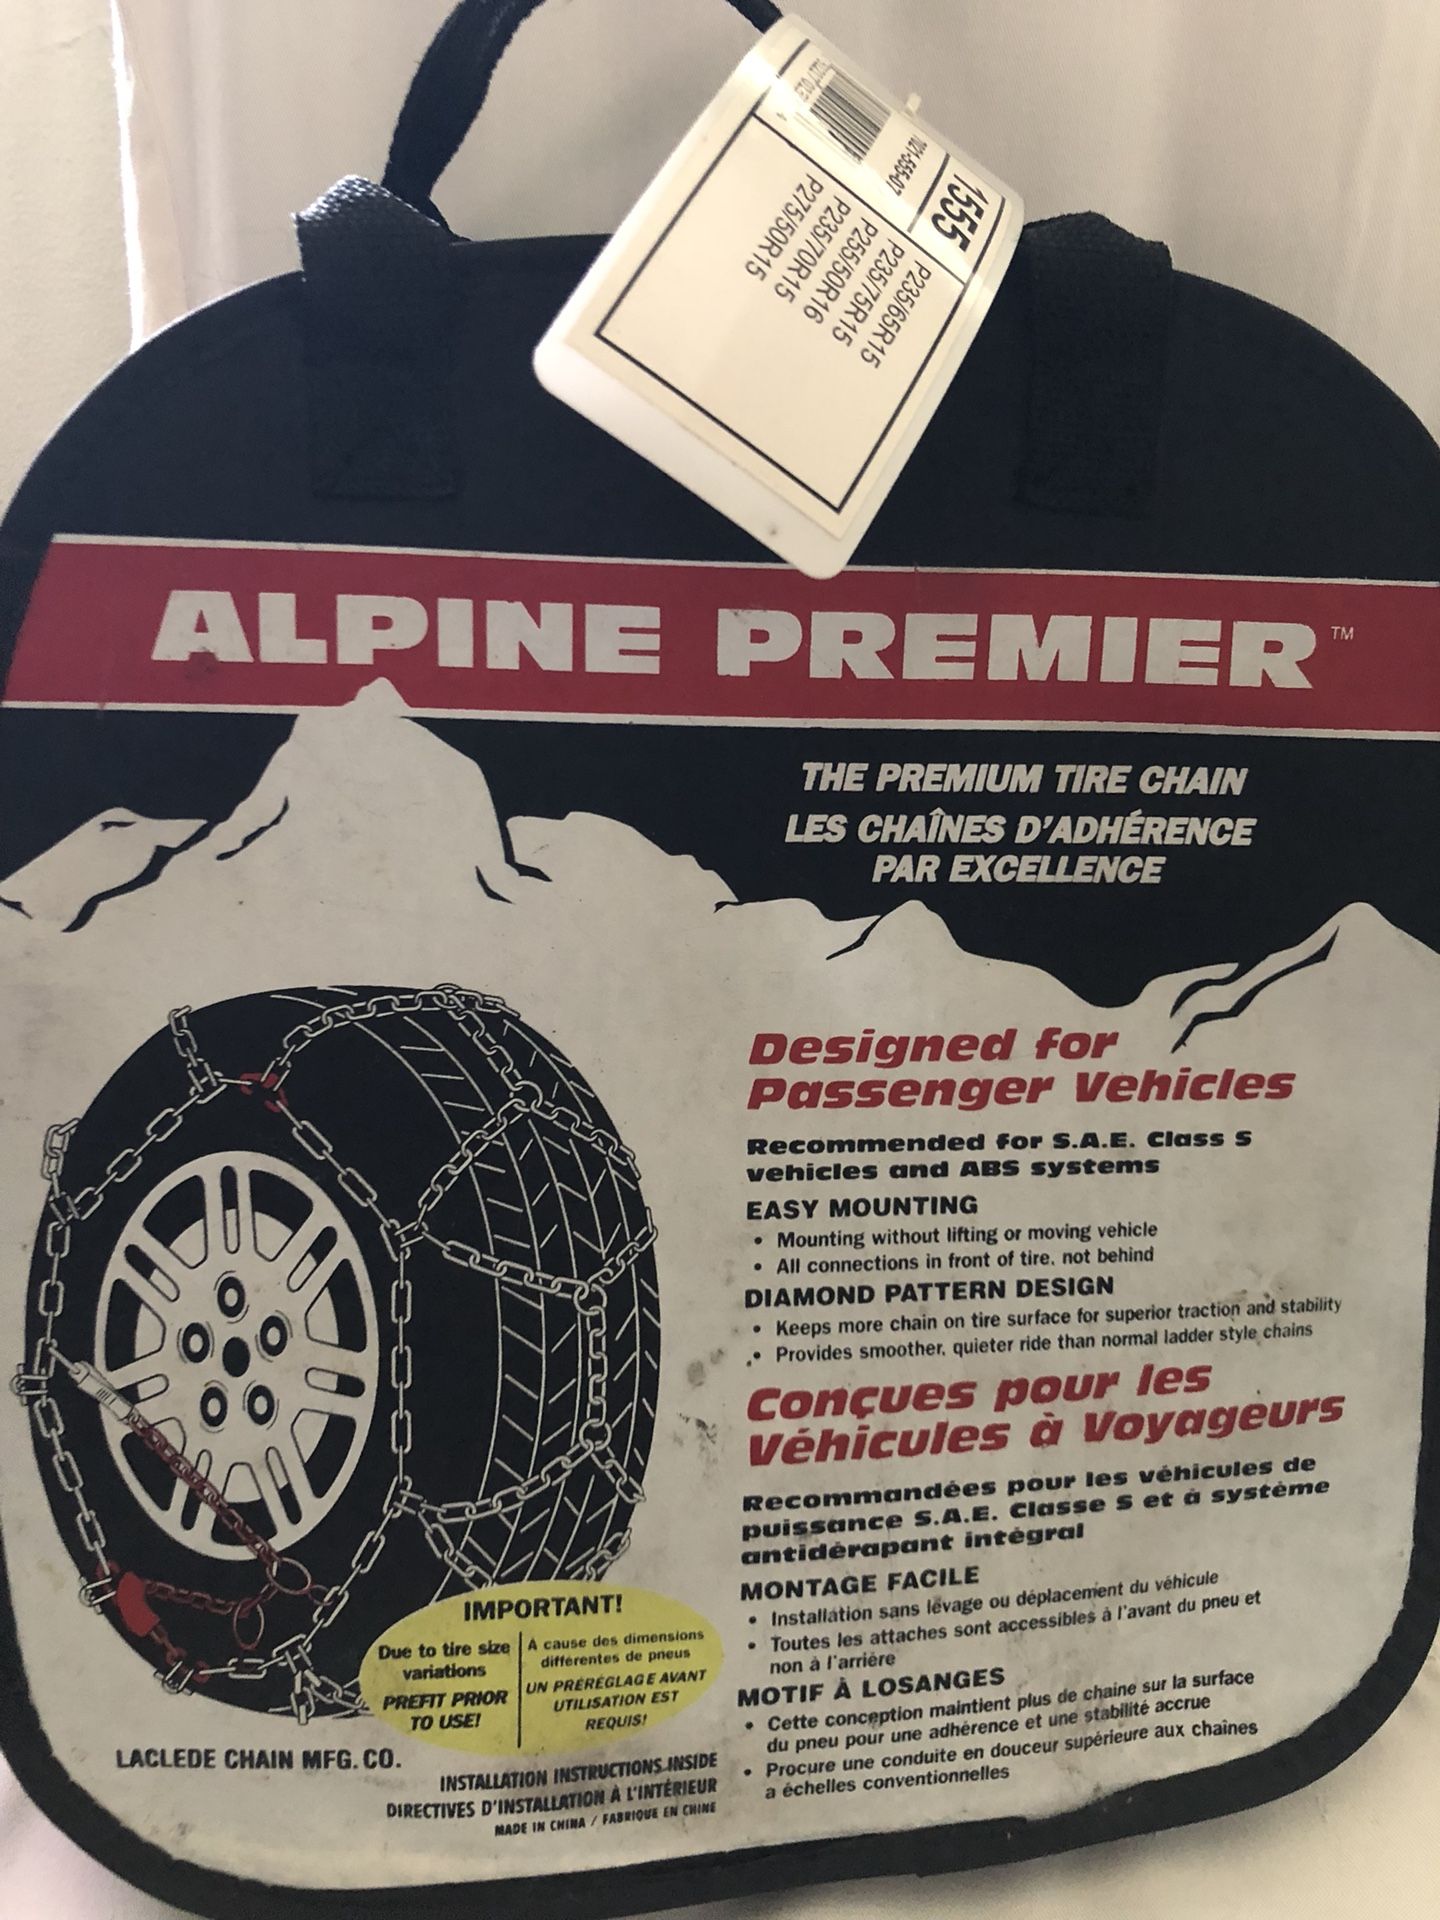 1555
7021-555-07
P235/65R15
P235/75R15
P255/50R16
P235/70R15
P275/50R15
ALPINE PREMIER™
THE PREMIUM TIRE CHAIN
LES CHAÎNES D'ADHÉRENCE
PAR EXCELLENCE
Designed for
Passenger Vehicles
Recommended for S.A.E. Class S
vehicles and ABS systems
EASY MOUNTING
• Mounting without lifting or moving vehicle
• All connections in front of tire, not behind
DIAMOND PATTERN DESIGN
• Keeps more chain on tire surface for superior traction and stability
• Provides smoother, quieter ride than normal ladder style chains
Conçues pour les
Véhicules à Voyageurs
Recommandées pour les véhicules de
puissance S.A.E. Classe S et à système
antidérapant intégral
MONTAGE FACILE
• Installation sans levage ou déplacement du véhicule
• Toutes les attaches sont accessibles à l'avant du pneu et
non à l'arrière
MOTIF À LOSANGES
• Cette conception maintient plus de chaine sur la surface
du pneu pour une adhérence et une stabilité accrue
• Procure une conduite en douceur supérieure aux chaînes
a échelles conventionnelles
IMPORTANT!
Due to tire size
variations
PREFIT PRIOR
TO USE!
À cause des dimensions
différentes de pneus
UN PRÉRÉGLAGE AVANT
UTILISATION EST
REQUIS!
LACLEDE CHAIN MFG. CO.
INSTALLATION INSTRUCTIONS INSIDE
DIRECTIVES D'INSTALLATION À L'INTÉRIEUR
MADE IN CHINA / FABRIQUE EN CHINE